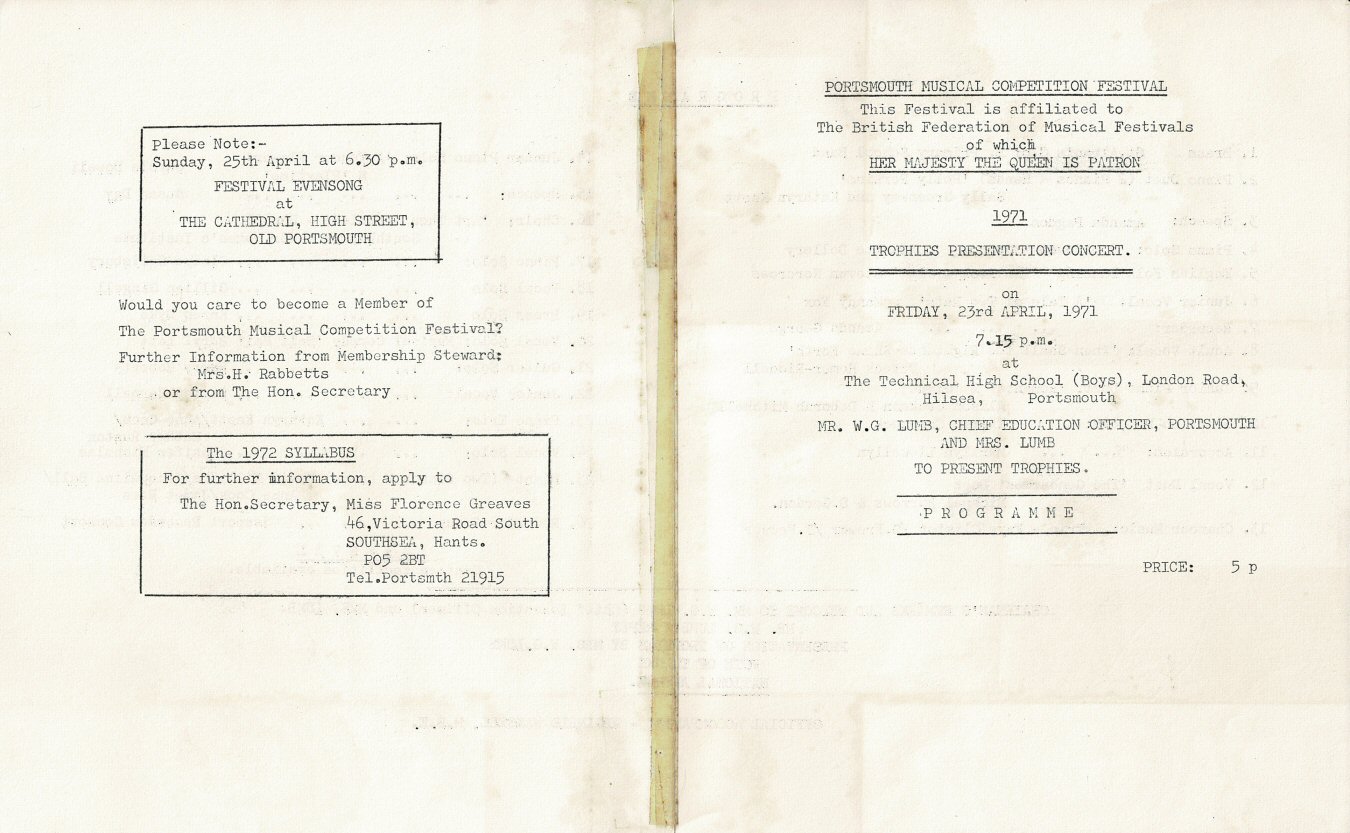 Please Note:-
Sunday, 25th April at 6.30 p.m.
FESTIVAL EVENSONG
at
THE CATHEDRAL, HIGH STREET,
OLD PORTSMOUTH
Would you care to become a Member of
The Portsmouth Musical Competition Festival?
Further Information from Membership Steward:
Mrs.H. Rabbetts
or from The Hon. Secretary
The 1972 SYLLABUS
For further information, apply to
The Hon.Secretary, Miss Florence Greaves
46,Victoria Road South
SOUTHSEA, Hants.
PO5 2BT
Tel.Portsmth 21915
PORTSMOUTH MUSICAL COMPETITION FESTIVAL
This Festival is affiliated to
The British Federation of Musical Festivals
of which
HER MAJESTY THE QUEEN IS PATRON
1971
TROPHIES PRESENTATION CONCERT.
on
FRIDAY, 23rd APRIL, 1971
7.15 p.m.
at
The Technical High School (Boys), London Road,
Hilsea, Portsmouth
MR. W.G. LUMB, CHIEF EDUCATION OFFICER, PORTSMOUTH
AND MRS. LUMB
TO PRESENT TROPHIES.
P R O G R A M M E
PRICE: 5 p